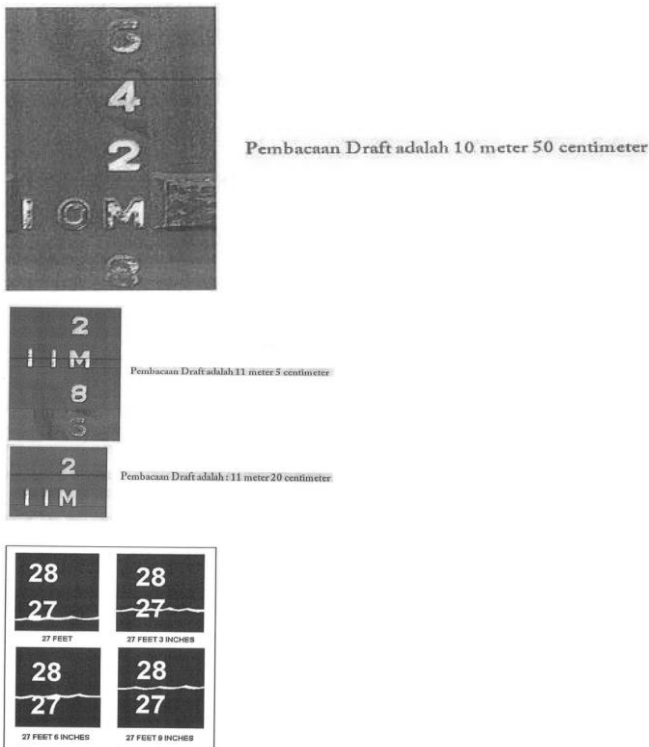 6
4
2
10M
8
Pembacaan Draft adalah 10 meter 50 centimeter
2
11M
8
6
Pembacaan Draft adalah 11 meter 5 centimeter
2
11M
Pembacaan Draft adalah : 11 meter 20 centimeter
28
27
27 FEET
28
27
27 FEET 3 INCHES
28
27
27 FEET 6 INCHES
28
27
27 FEET 9 INCHES